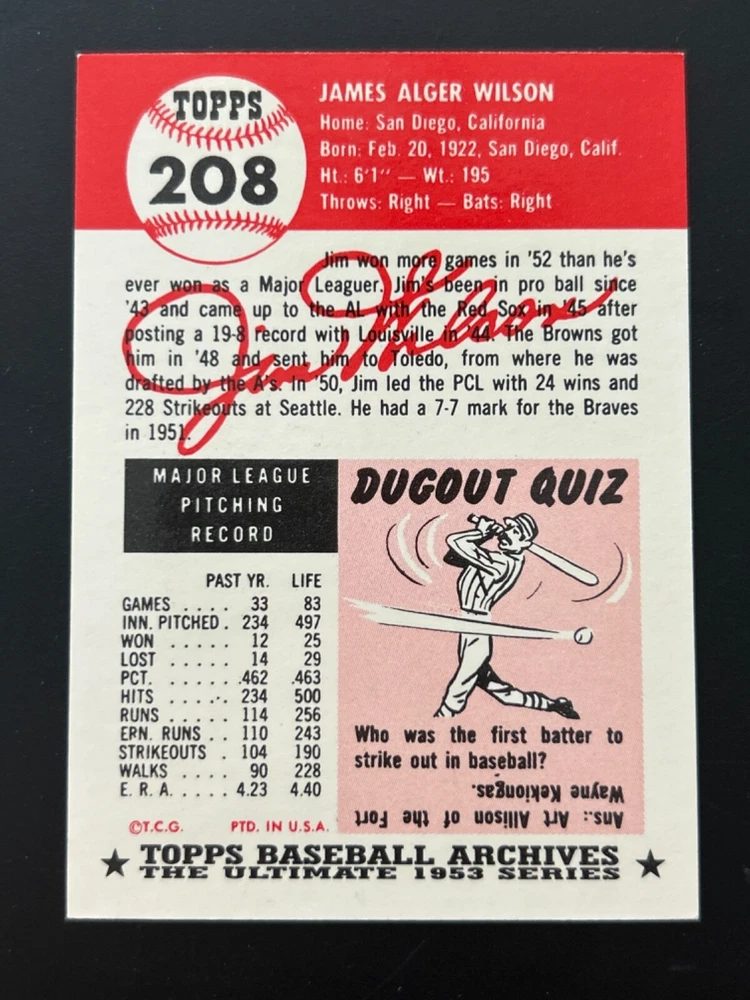 TOPPS
208
JAMES ALGER WILSON
Home: San Diego, California
Born: Feb. 20, 1922, San Diego, Calif.
Ht.: 6'1" — Wt.: 195
Throws: Right — Bats: Right
Jim won more games in '52 than he's
ever won as a Major Leaguer. Jim's been in pro ball since
'43 and came up to the AL with the Red Sox in '45 after
posting a 19-8 record with Louisville in '44. The Browns got
him in '48 and sent him to Toledo, from where he was
drafted by the A's. In '50, Jim led the PCL with 24 wins and
228 Strikeouts at Seattle. He had a 7-7 mark for the Braves
in 1951.
Jim Wilson
MAJOR LEAGUE
PITCHING
RECORD
PAST YR. LIFE
GAMES .... 33 83
INN. PITCHED . 234 497
WON ..... 12 25
LOST ..... 14 29
PCT. ..... .462 .463
HITS ..... 234 500
RUNS ..... 114 256
ERN. RUNS .. 110 243
STRIKEOUTS . 104 190
WALKS .... 90 228
E. R. A. .... 4.23 4.40
©T.C.G. PTD. IN U.S.A.
DUGOUT QUIZ
Who was the first batter to
strike out in baseball?
Ans.: Art Allison of the Fort
Wayne Kekiongas.
★ TOPPS BASEBALL ARCHIVES ★
THE ULTIMATE 1953 SERIES